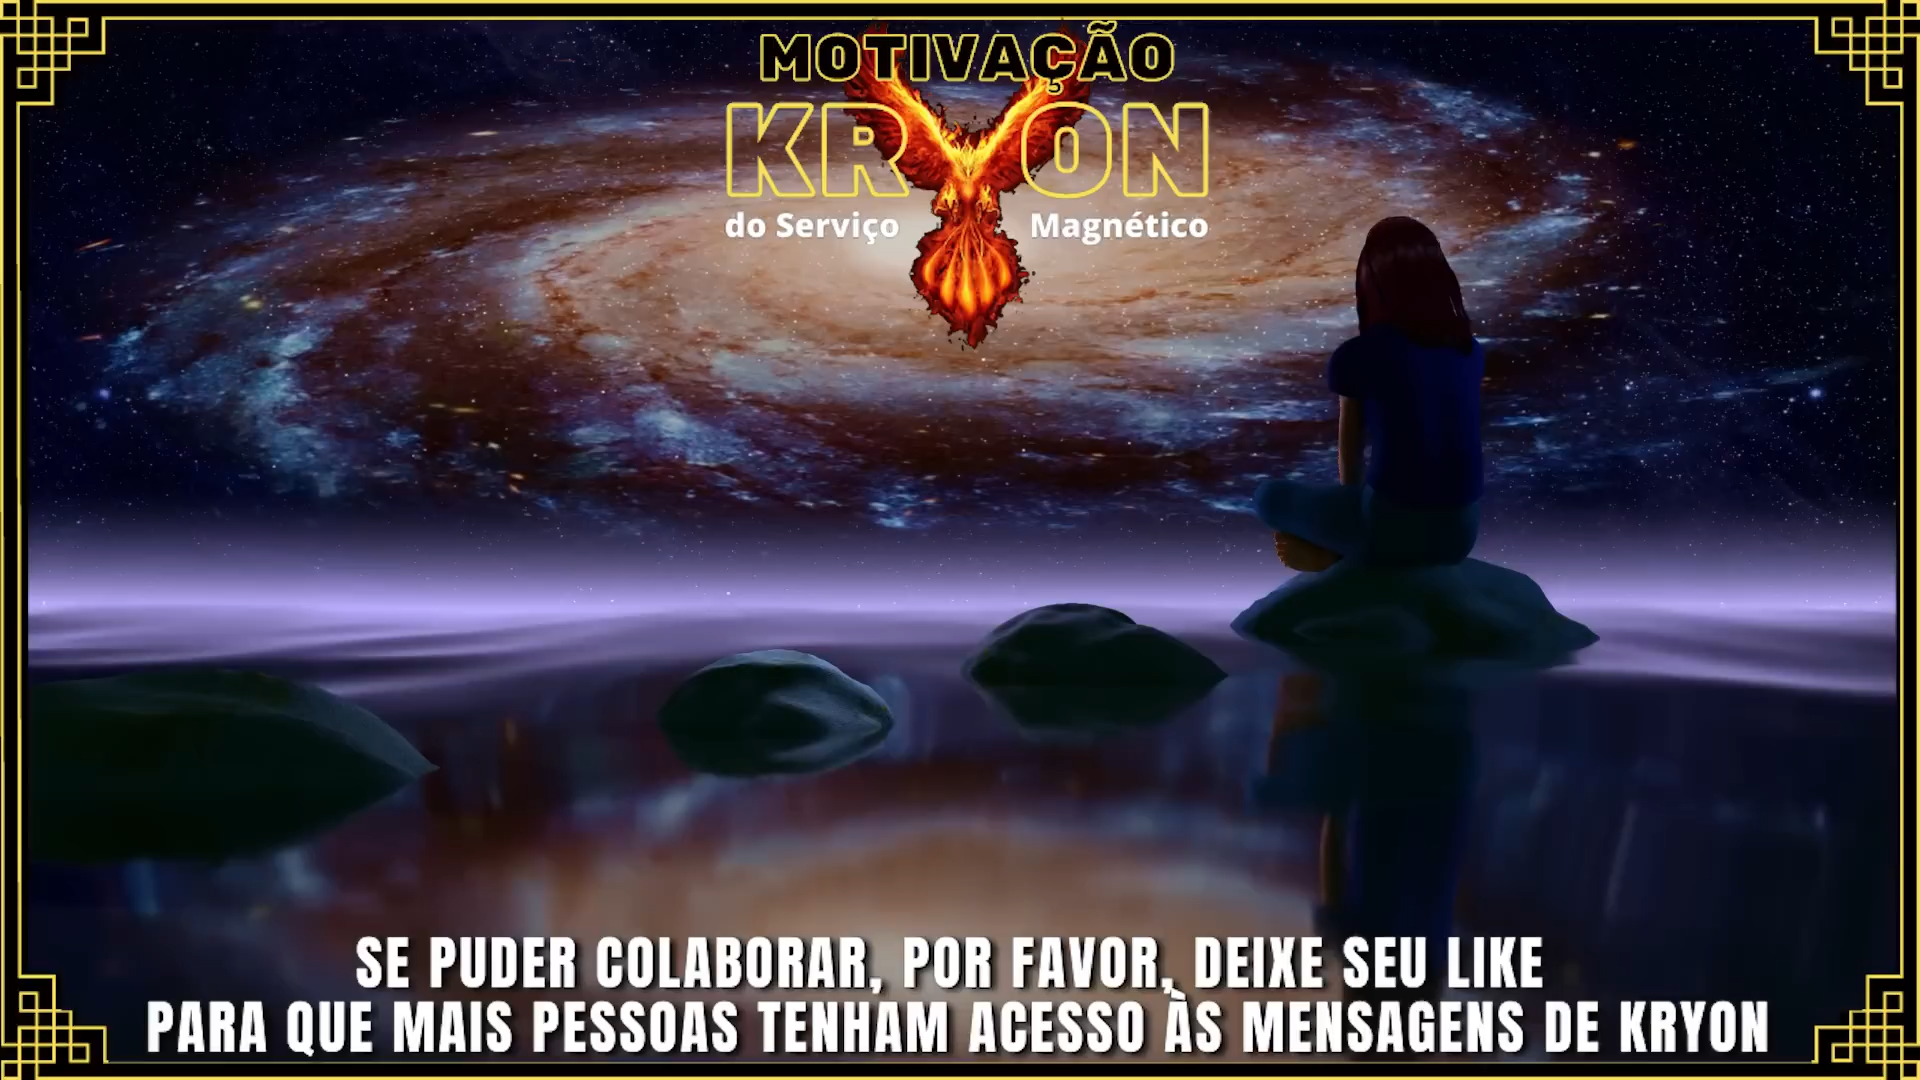 MOTIVAÇÃO
KRYON
do Serviço Magnético
SE PUDER COLABORAR, POR FAVOR, DEIXE SEU LIKE
PARA QUE MAIS PESSOAS TENHAM ACESSO ÀS MENSAGENS DE KRYON